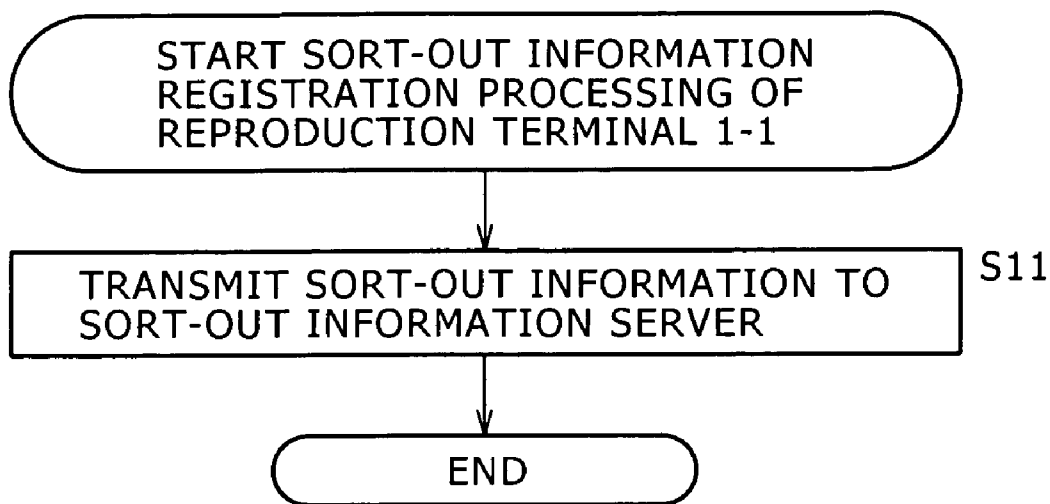 START SORT-OUT INFORMATION
REGISTRATION PROCESSING OF
REPRODUCTION TERMINAL 1-1
TRANSMIT SORT-OUT INFORMATION TO
SORT-OUT INFORMATION SERVER
S11
END